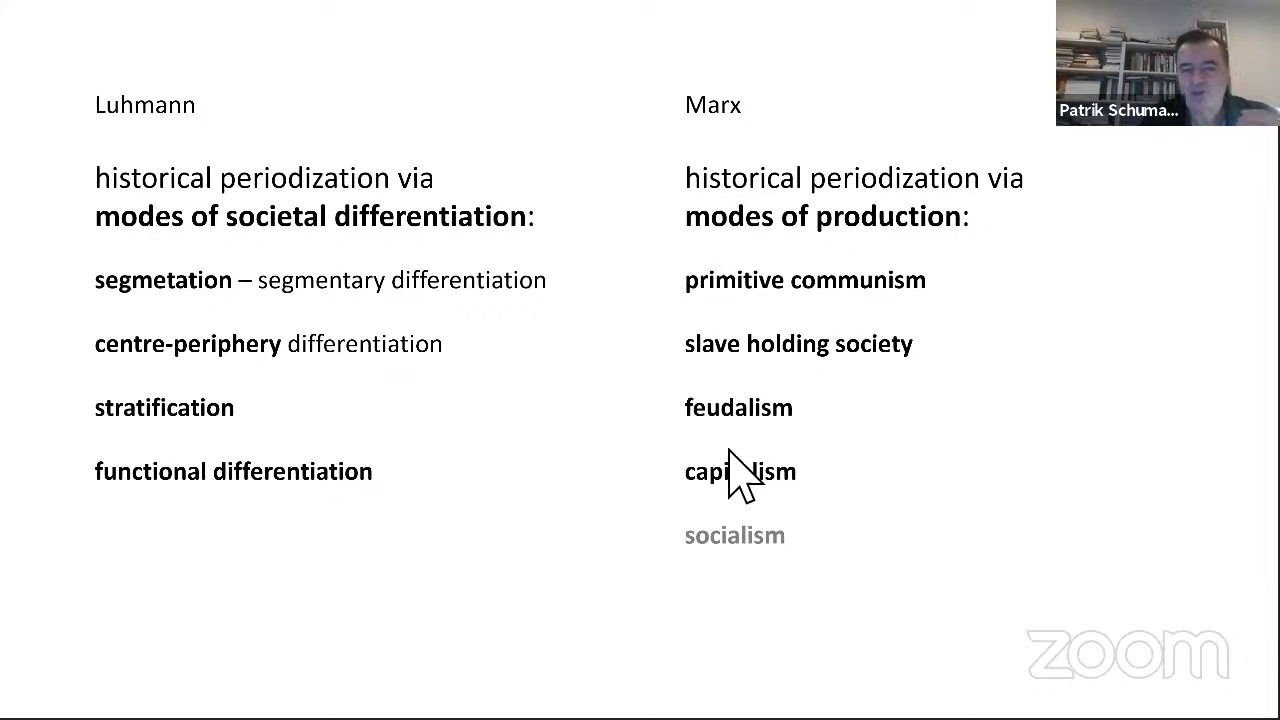 Luhmann
historical periodization via
modes of societal differentiation:
segmetation – segmentary differentiation
centre-periphery differentiation
stratification
functional differentiation
Marx
historical periodization via
modes of production:
primitive communism
slave holding society
feudalism
capitalism
socialism
Patrik Schuma...
zoom